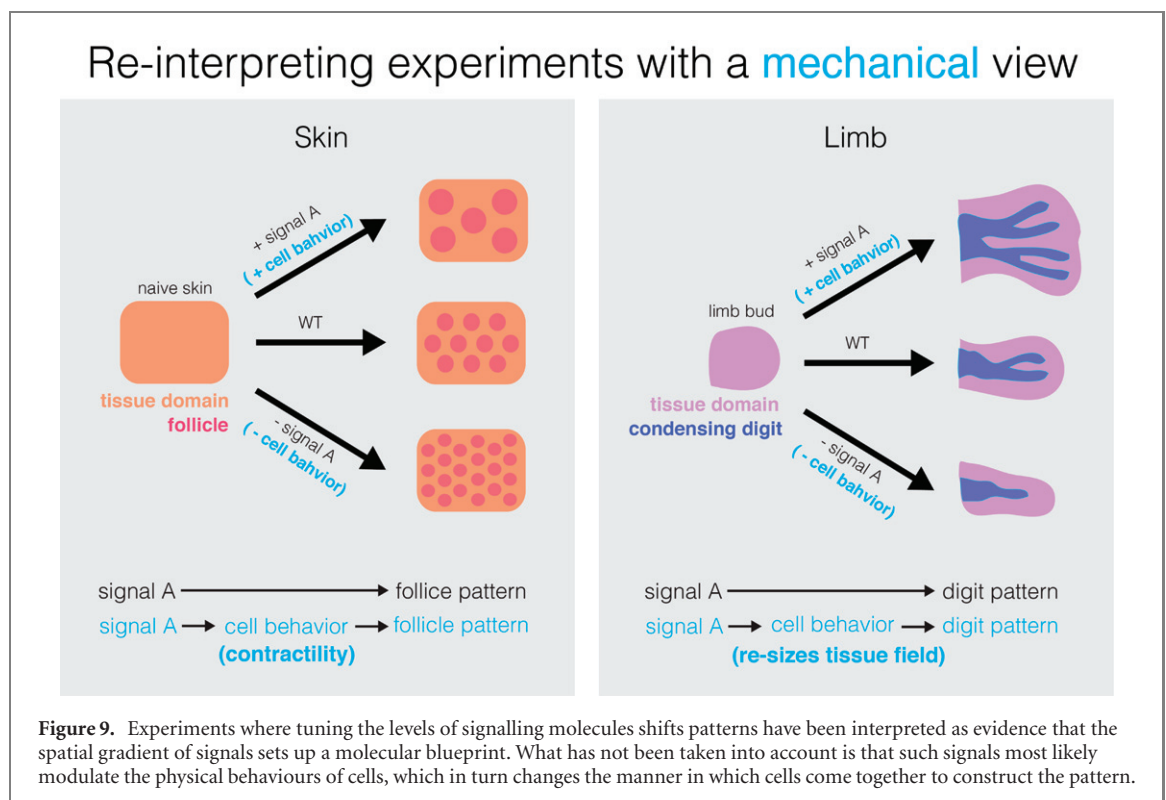 Re-interpreting experiments with a mechanical view
Skin
+ signal A
( + cell bahvior)
naive skin
WT
tissue domain
follicle
- signal A
( - cell bahvior)
signal A follice pattern
signal A cell behavior follicle pattern
(contractility)
Limb
+ signal A
( + cell bahvior)
limb bud
WT
tissue domain
condensing digit
- signal A
( - cell bahvior)
signal A digit pattern
signal A cell behavior digit pattern
(re-sizes tissue field)
Figure 9. Experiments where tuning the levels of signalling molecules shifts patterns have been interpreted as evidence that the
spatial gradient of signals sets up a molecular blueprint. What has not been taken into account is that such signals most likely
modulate the physical behaviours of cells, which in turn changes the manner in which cells come together to construct the pattern.